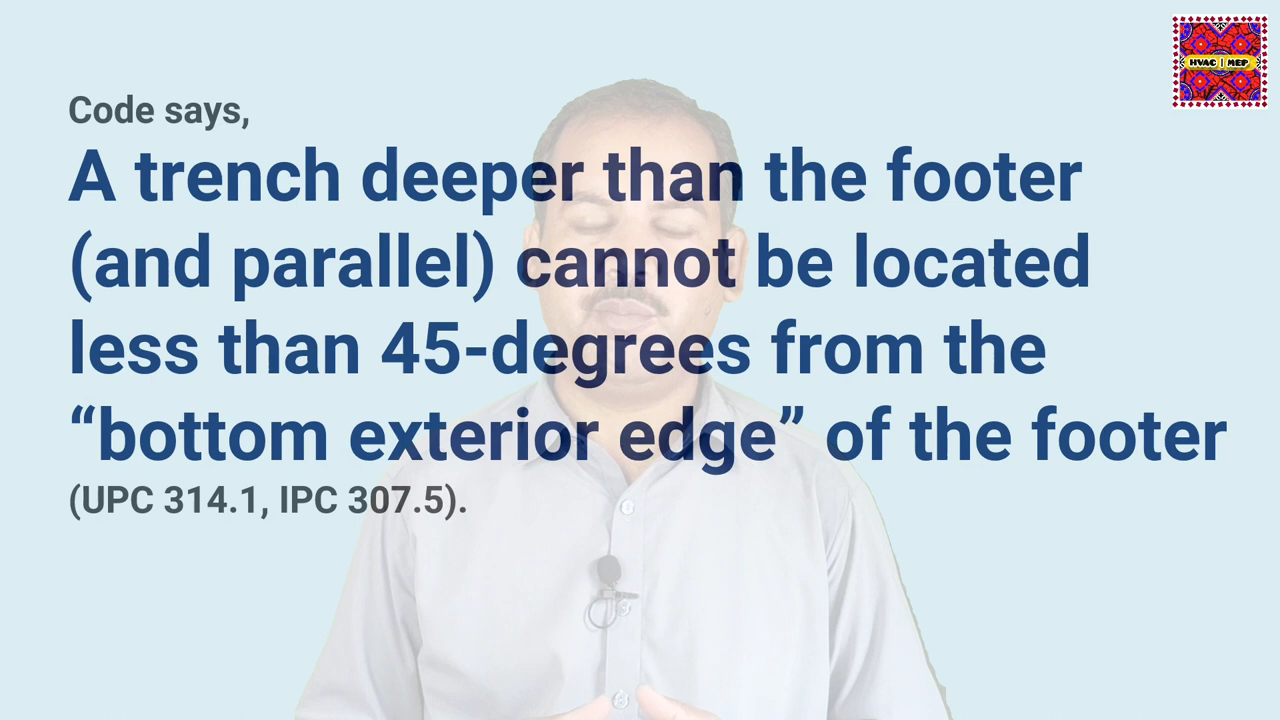 HVAC | MEP
Code says,
A trench deeper than the footer
(and parallel) cannot be located
less than 45-degrees from the
“bottom exterior edge” of the footer
(UPC 314.1, IPC 307.5).